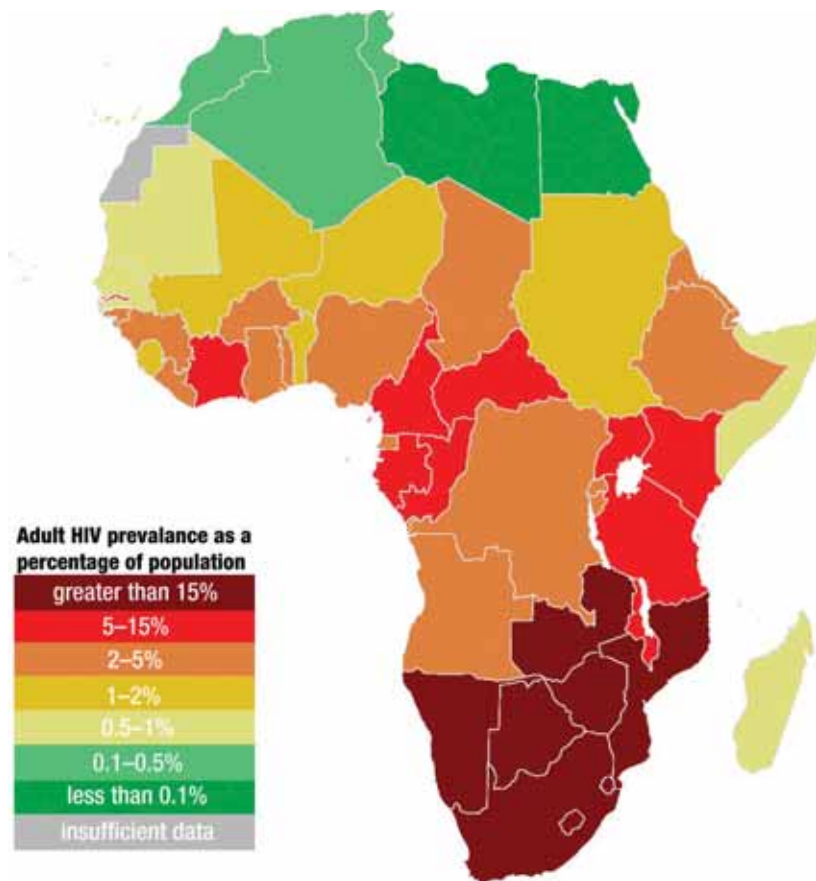 Adult HIV prevalance as a
percentage of population
greater than 15%
5–15%
2–5%
1–2%
0.5–1%
0.1–0.5%
less than 0.1%
insufficient data